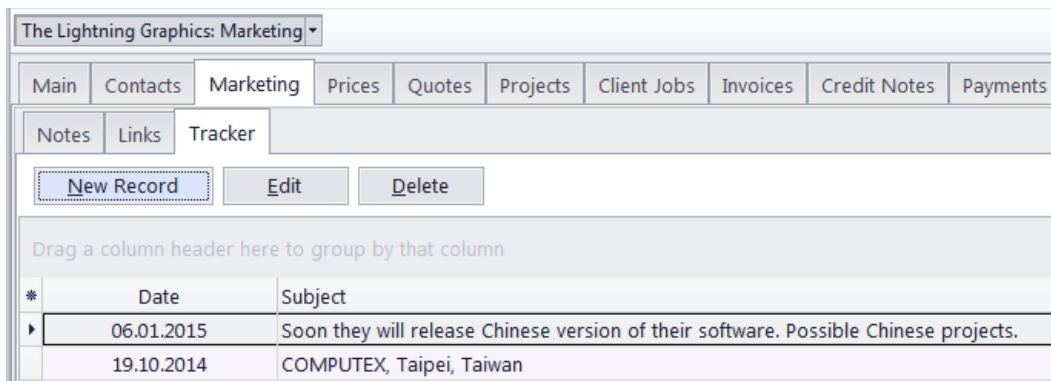 The Lightning Graphics: Marketing
Main Contacts Marketing Prices Quotes Projects Client Jobs Invoices Credit Notes Payments
Notes Links Tracker
New Record Edit Delete
Drag a column header here to group by that column
Date Subject
06.01.2015 Soon they will release Chinese version of their software. Possible Chinese projects.
19.10.2014 COMPUTEX, Taipei, Taiwan